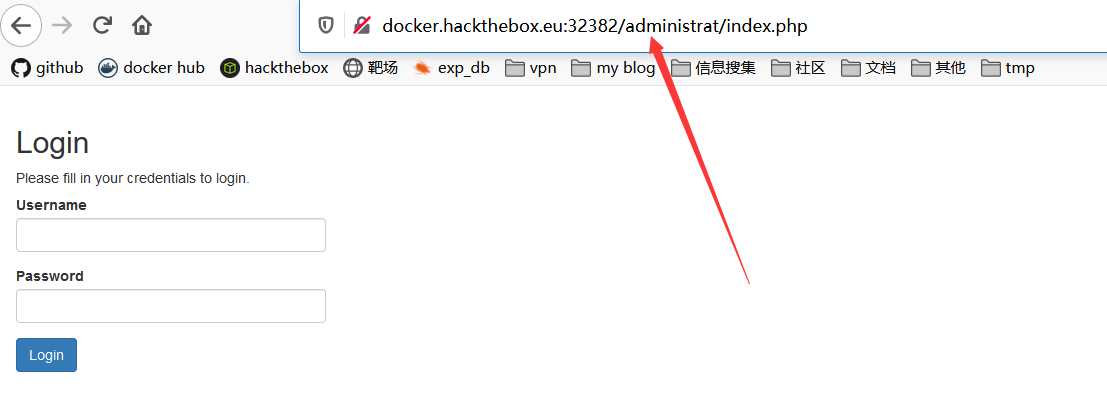 docker.hackthebox.eu:32382/administrat/index.php
github docker hub hackthebox 靶场 exp_db vpn my blog 信息搜集 社区 文档 其他 tmp
Login
Please fill in your credentials to login.
Username
Password
Login